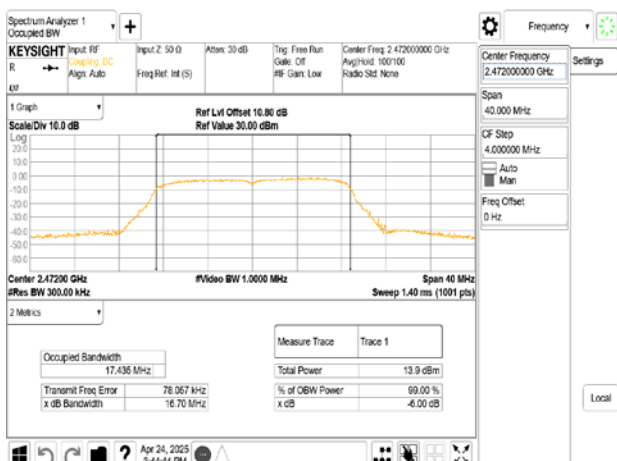 Spectrum Analyzer 1
Occupied BW
Frequency
KEYSIGHT
Input: RF
Coupling: DC
Align: Auto
Input Z: 50 Ω
Freq Ref: Int (S)
Atten: 30 dB
Trig: Free Run
Gate: Off
#IF Gain: Low
Center Freq: 2.472000000 GHz
Avg|Hold: 100/100
Radio Std: None
R
Center Frequency
2.472000000 GHz
Settings
Span
40.000 MHz
CF Step
4.000000 MHz
Auto
Man
Freq Offset
0 Hz
1 Graph
Scale/Div 10.0 dB
Ref Lvl Offset 10.80 dB
Ref Value 30.00 dBm
Log
20.0
10.0
0.00
-10.0
-20.0
-30.0
-40.0
-50.0
-60.0
Center 2.47200 GHz
#Video BW 1.0000 MHz
Span 40 MHz
#Res BW 300.00 kHz
Sweep 1.40 ms (1001 pts)
2 Metrics
Measure Trace Trace 1
Occupied Bandwidth
17.435 MHz
Total Power 13.9 dBm
Transmit Freq Error 78.057 kHz
% of OBW Power 99.00 %
x dB Bandwidth 16.70 MHz
x dB -6.00 dB
Local
Apr 24, 2025